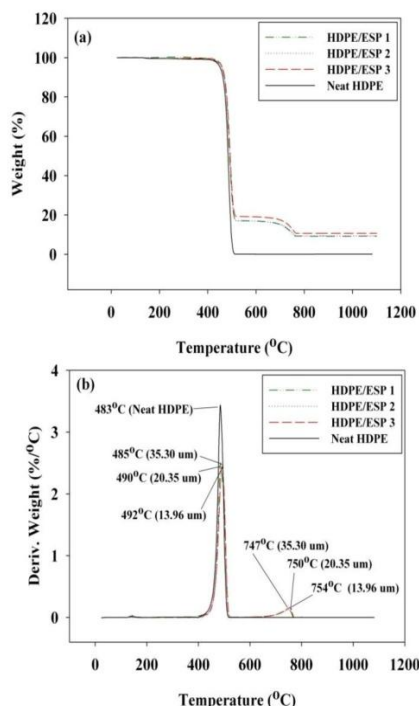 (a)
HDPE/ESP 1
HDPE/ESP 2
HDPE/ESP 3
Neat HDPE
120
100
80
60
40
20
0
Weight (%)
0 200 400 600 800 1000 1200
Temperature (⁰C)
(b)
HDPE/ESP 1
HDPE/ESP 2
HDPE/ESP 3
Neat HDPE
4
3
2
1
0
Deriv. Weight (%/⁰C)
483⁰C (Neat HDPE)
485⁰C (35.30 um)
490⁰C (20.35 um)
492⁰C (13.96 um)
747⁰C (35.30 um)
750⁰C (20.35 um)
754⁰C (13.96 um)
0 200 400 600 800 1000 1200
Temperature (⁰C)